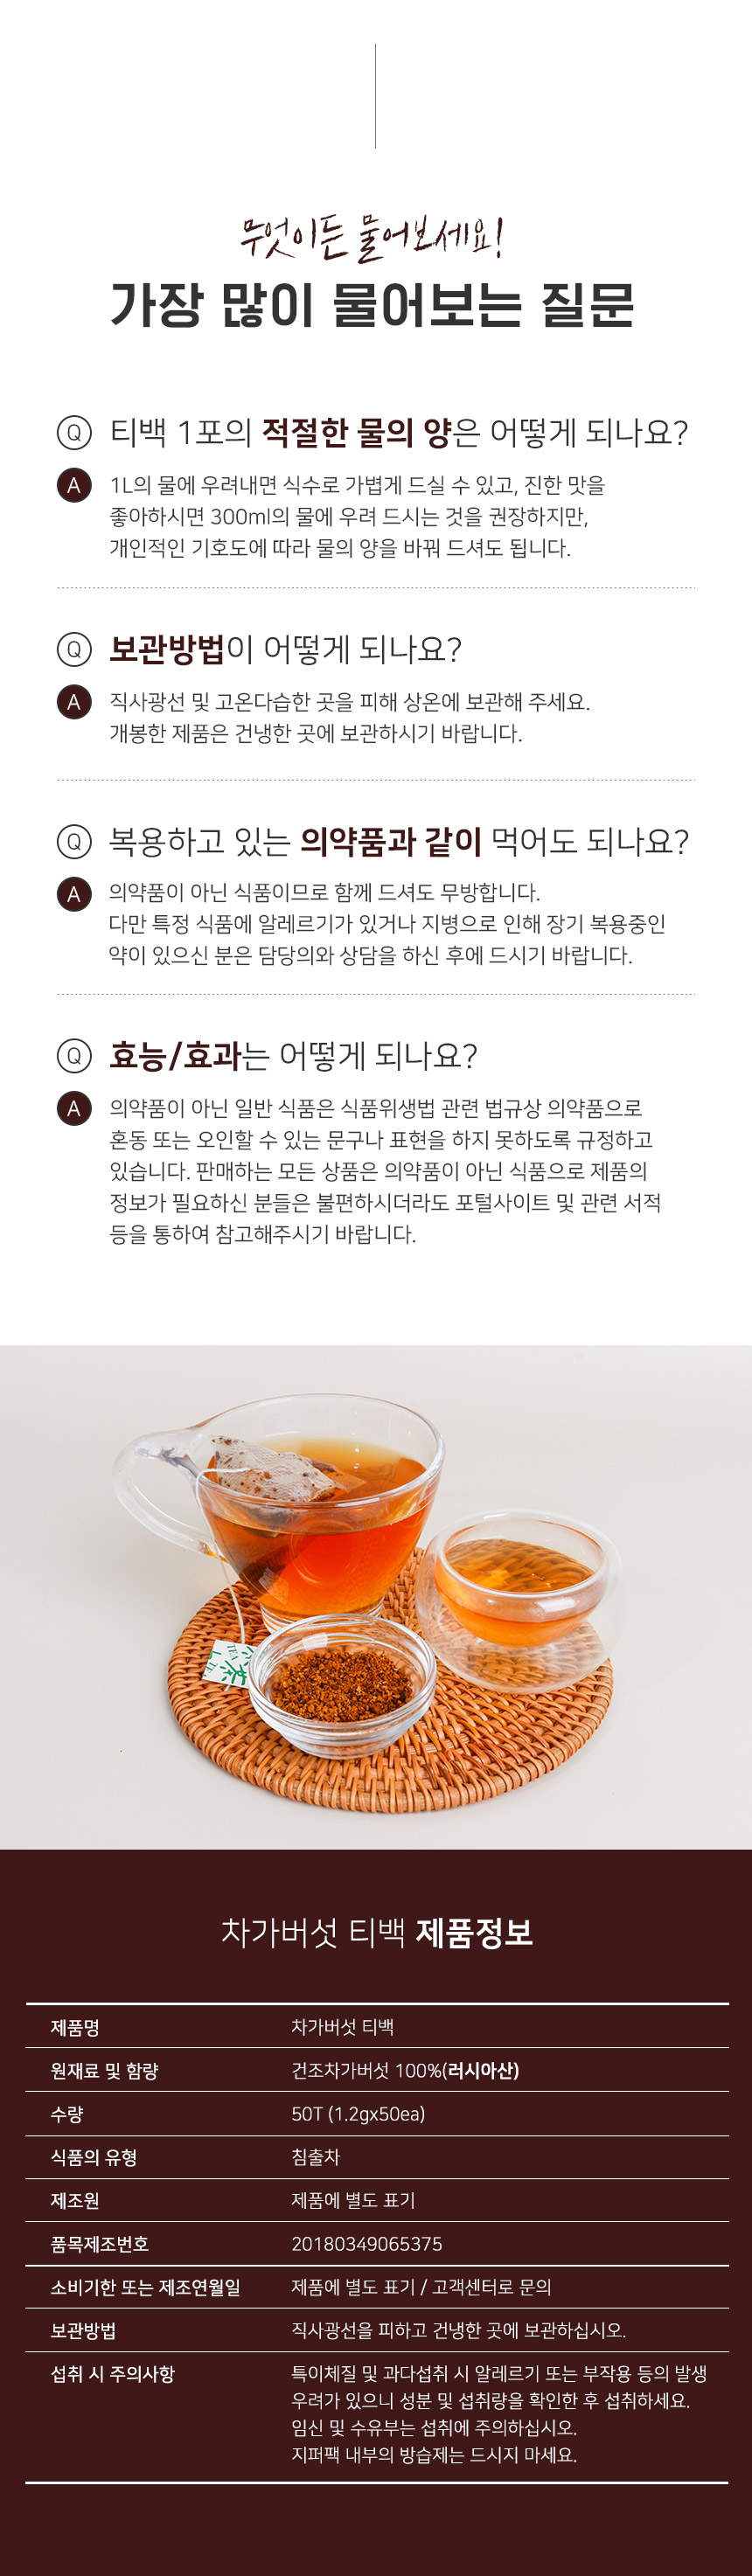 무엇이든 물어보세요!
가장 많이 물어보는 질문
Q 티백 1포의 적절한 물의 양은 어떻게 되나요?
A 1L의 물에 우려내면 식수로 가볍게 드실 수 있고, 진한 맛을
좋아하시면 300ml의 물에 우려 드시는 것을 권장하지만,
개인적인 기호도에 따라 물의 양을 바꿔 드셔도 됩니다.
Q 보관방법이 어떻게 되나요?
A 직사광선 및 고온다습한 곳을 피해 상온에 보관해 주세요.
개봉한 제품은 건냉한 곳에 보관하시기 바랍니다.
Q 복용하고 있는 의약품과 같이 먹어도 되나요?
A 의약품이 아닌 식품이므로 함께 드셔도 무방합니다.
다만 특정 식품에 알레르기가 있거나 지병으로 인해 장기 복용중인
약이 있으신 분은 담당의와 상담을 하신 후에 드시기 바랍니다.
Q 효능/효과는 어떻게 되나요?
A 의약품이 아닌 일반 식품은 식품위생법 관련 법규상 의약품으로
혼동 또는 오인할 수 있는 문구나 표현을 하지 못하도록 규정하고
있습니다. 판매하는 모든 상품은 의약품이 아닌 식품으로 제품의
정보가 필요하신 분들은 불편하시더라도 포털사이트 및 관련 서적
등을 통하여 참고해주시기 바랍니다.
차가버섯 티백 제품정보
제품명 차가버섯 티백
원재료 및 함량 건조차가버섯 100%(러시아산)
수량 50T (1.2gx50ea)
식품의 유형 침출차
제조원 제품에 별도 표기
품목제조번호 20180349065375
소비기한 또는 제조연월일 제품에 별도 표기 / 고객센터로 문의
보관방법 직사광선을 피하고 건냉한 곳에 보관하십시오.
섭취 시 주의사항 특이체질 및 과다섭취 시 알레르기 또는 부작용 등의 발생
우려가 있으니 성분 및 섭취량을 확인한 후 섭취하세요.
임신 및 수유부는 섭취에 주의하십시오.
지퍼팩 내부의 방습제는 드시지 마세요.